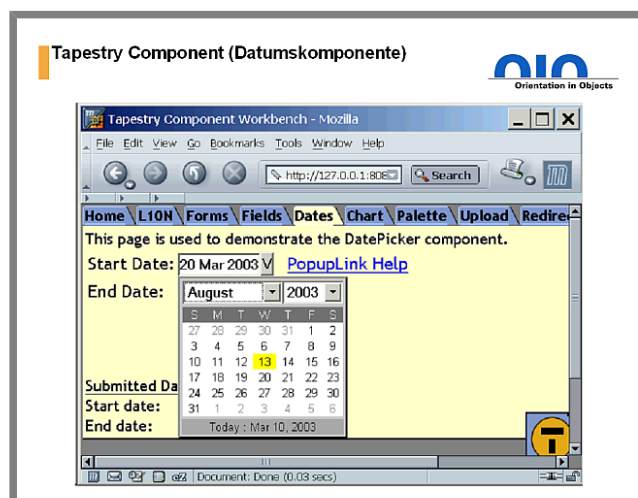 Tapestry Component (Datumskomponente)
OIO
Orientation in Objects
Tapestry Component Workbench - Mozilla
File Edit View Go Bookmarks Tools Window Help
http://127.0.0.1:808
Search
Home L10N Forms Fields Dates Chart Palette Upload Redire
This page is used to demonstrate the DatePicker component.
Start Date: 20 Mar 2003 V PopupLink Help
End Date: August 2003
S M T W T F S
27 28 29 30 31 1 2
3 4 5 6 7 8 9
10 11 12 13 14 15 16
17 18 19 20 21 22 23
Submitted Da
24 25 26 27 28 29 30
Start date:
31 1 2 3 4 5 6
End date:
Today : Mar 10, 2003
Document: Done (0.03 secs)